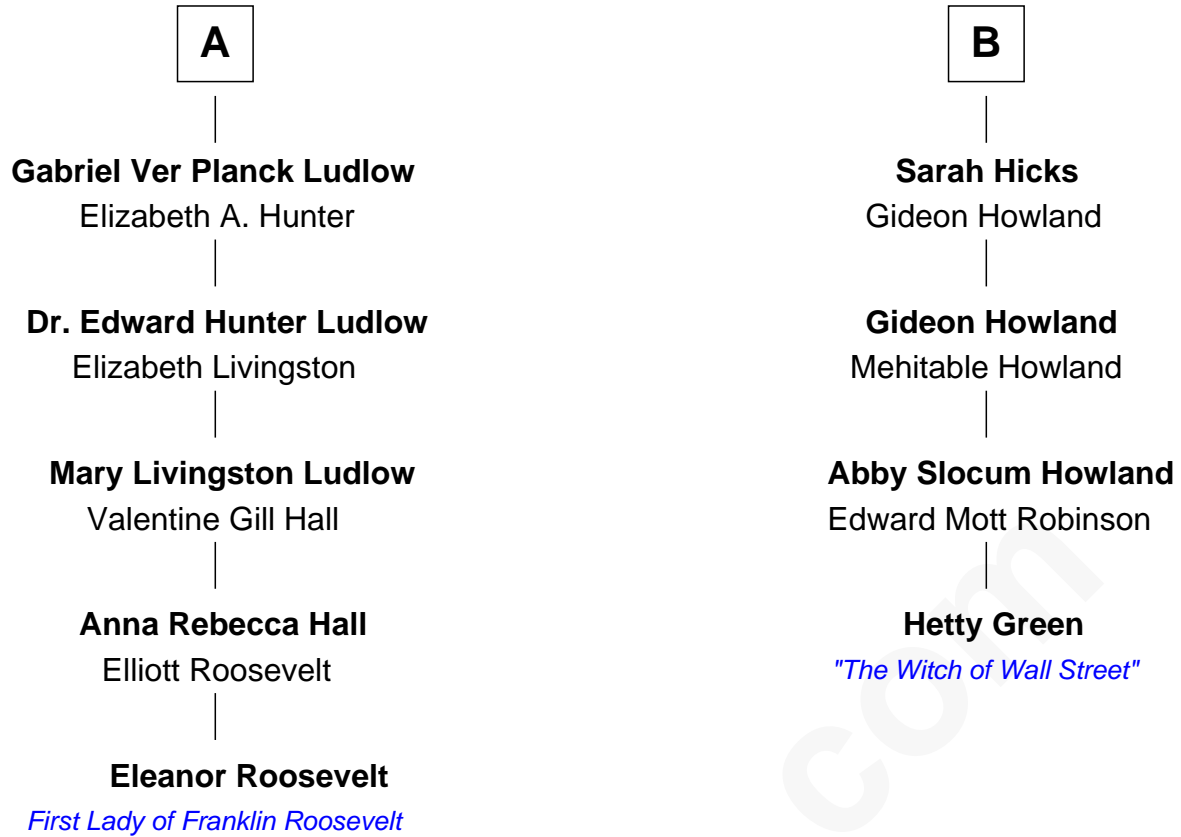 A
Gabriel Ver Planck Ludlow
Elizabeth A. Hunter
Dr. Edward Hunter Ludlow
Elizabeth Livingston
Mary Livingston Ludlow
Valentine Gill Hall
Anna Rebecca Hall
Elliott Roosevelt
Eleanor Roosevelt
First Lady of Franklin Roosevelt
B
Sarah Hicks
Gideon Howland
Gideon Howland
Mehitable Howland
Abby Slocum Howland
Edward Mott Robinson
Hetty Green
"The Witch of Wall Street"
com